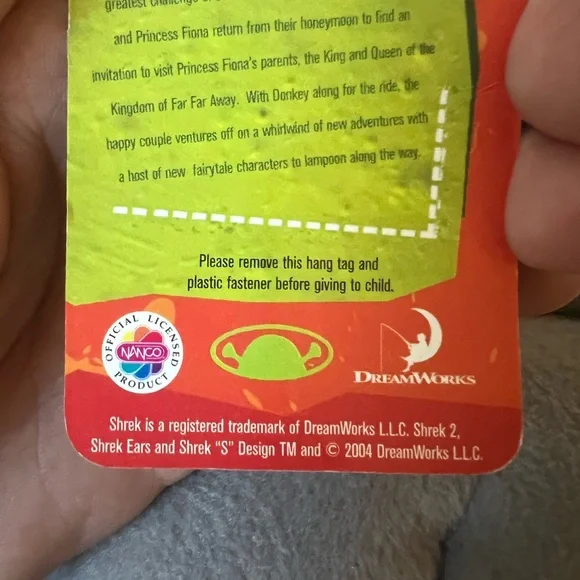 greatest challenge
and Princess Fiona return from their honeymoon to find an
invitation to visit Princess Fiona's parents, the King and Queen of the
Kingdom of Far Far Away. With Donkey along for the ride, the
happy couple ventures off on a whirlwind of new adventures with
a host of new fairytale characters to lampoon along the way.
Please remove this hang tag and
plastic fastener before giving to child.
OFFICIAL LICENSED
NANCO
PRODUCT
DREAMWORKS
Shrek is a registered trademark of DreamWorks L.L.C. Shrek 2,
Shrek Ears and Shrek “S” Design TM and © 2004 DreamWorks L.L.C.